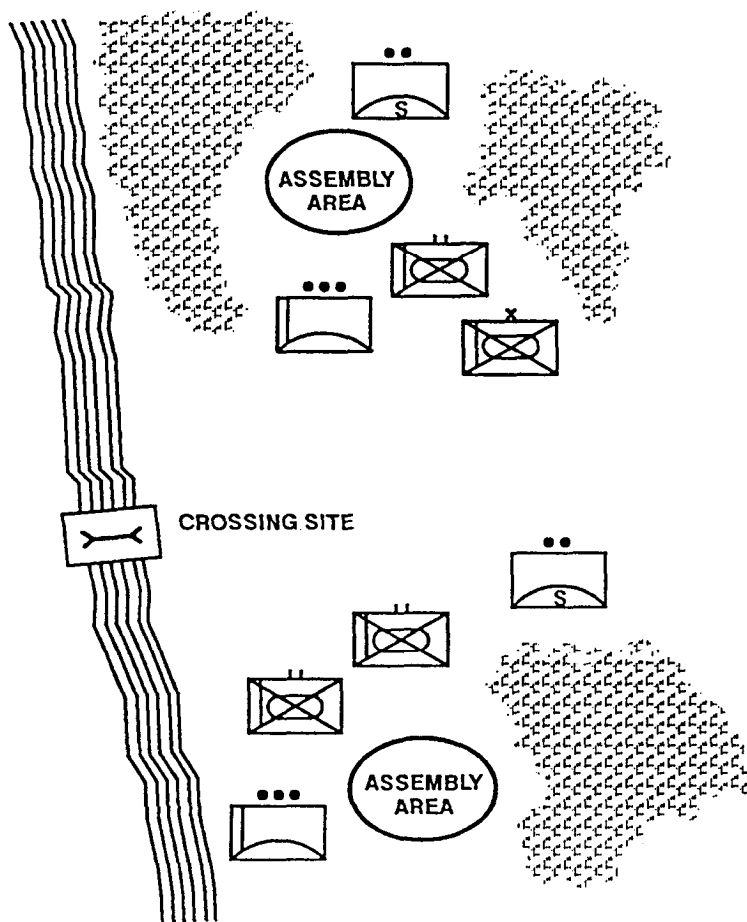 S
ASSEMBLY
AREA
X
CROSSING SITE
S
ASSEMBLY
AREA